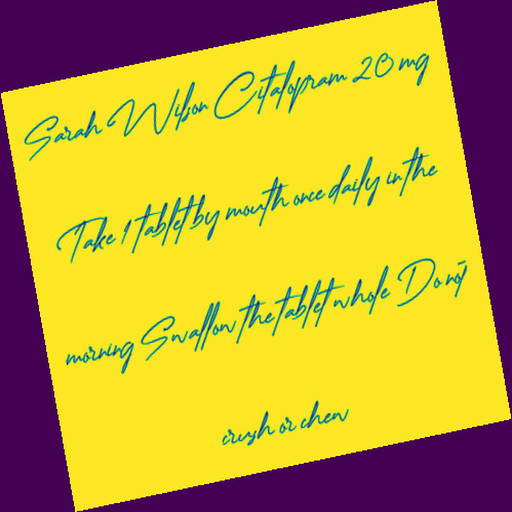 Sarah Wilson Citalopram 20 mg
Take 1 tablet by mouth once daily in the
morning Swallow the tablet whole Do not
crush or chew